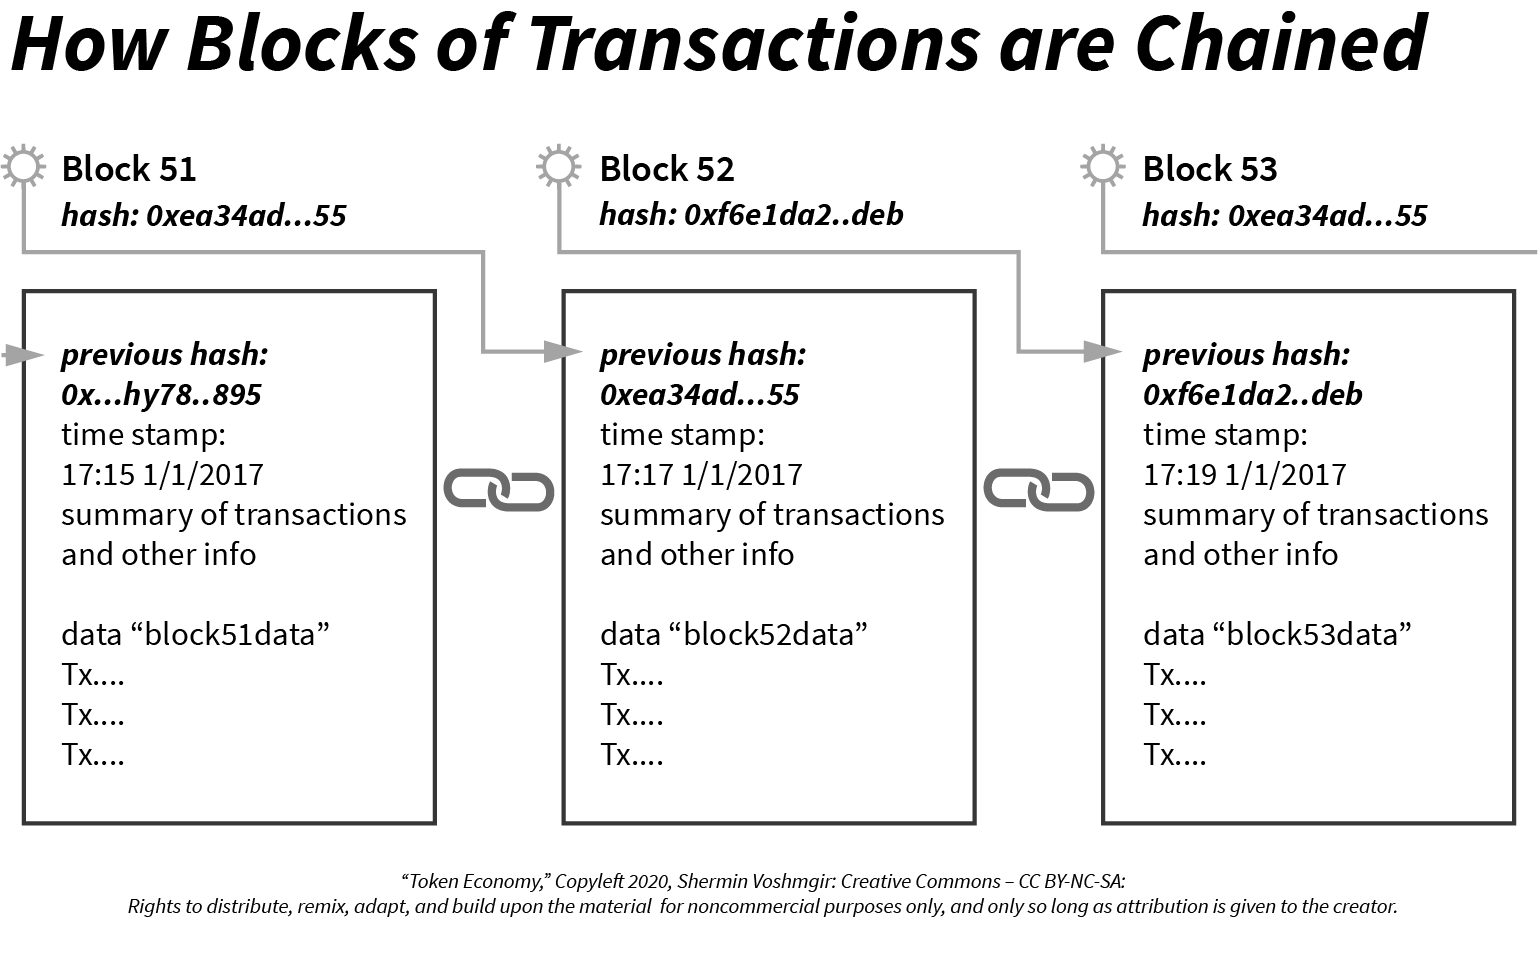 How Blocks of Transactions are Chained
Block 51
hash: 0xea34ad...55
previous hash:
0x...hy78..895
time stamp:
17:15 1/1/2017
summary of transactions
and other info
data “block51data”
Tx....
Tx....
Tx....
Block 52
hash: 0xf6e1da2..deb
previous hash:
0xea34ad...55
time stamp:
17:17 1/1/2017
summary of transactions
and other info
data “block52data”
Tx....
Tx....
Tx....
Block 53
hash: 0xea34ad...55
previous hash:
0xf6e1da2..deb
time stamp:
17:19 1/1/2017
summary of transactions
and other info
data “block53data”
Tx....
Tx....
Tx....
“Token Economy,” Copyleft 2020, Shermin Voshmgir: Creative Commons – CC BY-NC-SA:
Rights to distribute, remix, adapt, and build upon the material  for noncommercial purposes only, and only so long as attribution is given to the creator.